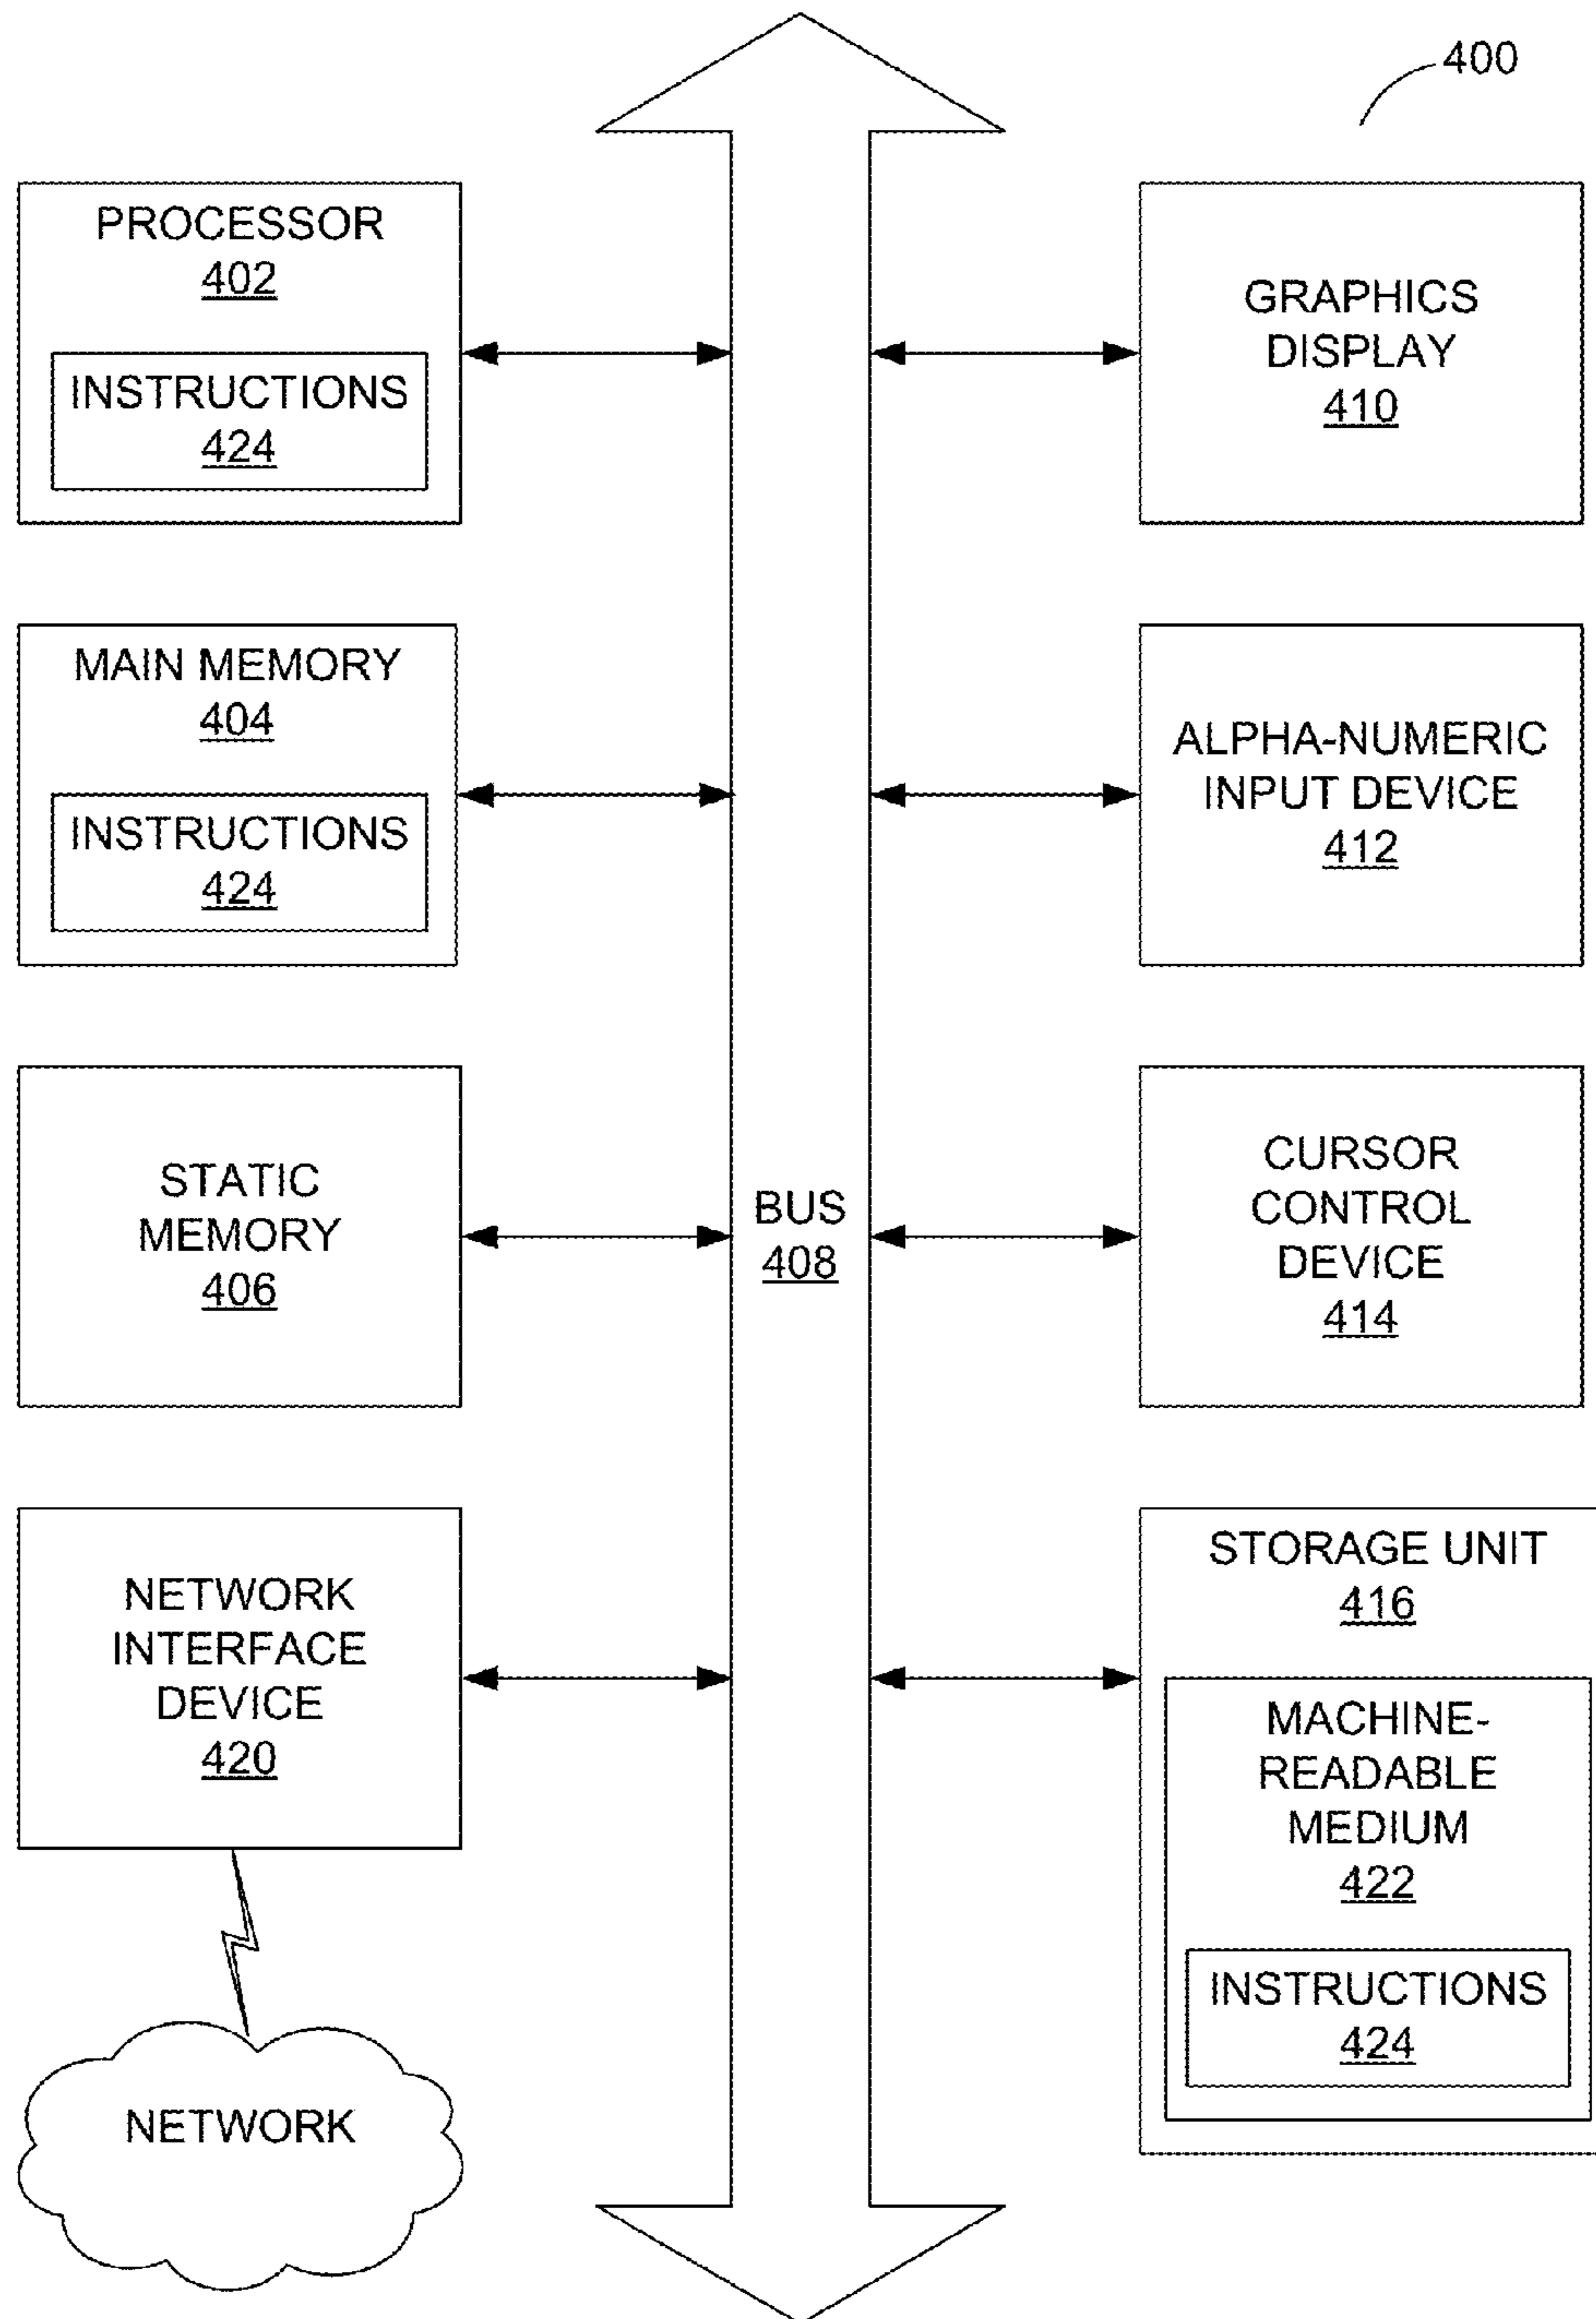 400
PROCESSOR
402
INSTRUCTIONS
424
MAIN MEMORY
404
INSTRUCTIONS
424
STATIC
MEMORY
406
NETWORK
INTERFACE
DEVICE
420
NETWORK
BUS
408
GRAPHICS
DISPLAY
410
ALPHA-NUMERIC
INPUT DEVICE
412
CURSOR
CONTROL
DEVICE
414
STORAGE UNIT
416
MACHINE-
READABLE
MEDIUM
422
INSTRUCTIONS
424